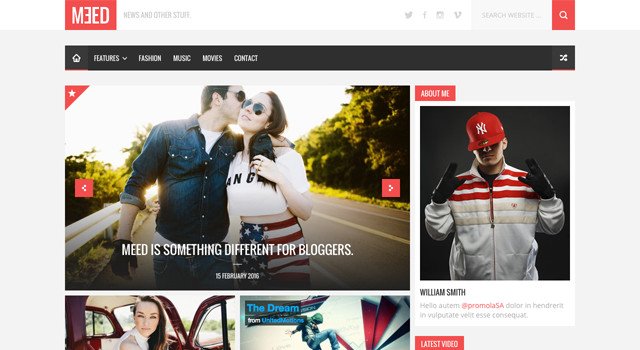 MEED
NEWS AND OTHER STUFF.
SEARCH WEBSITE ...
FEATURES
FASHION
MUSIC
MOVIES
CONTACT
ABOUT ME
ANG
MEED IS SOMETHING DIFFERENT FOR BLOGGERS.
15 FEBRUARY 2016
WILLIAM SMITH
Hello autem @promolaSA dolor in hendrerit
in vulputate velit esse consequat.
The Dream
from UnitedMotions
LATEST VIDEO